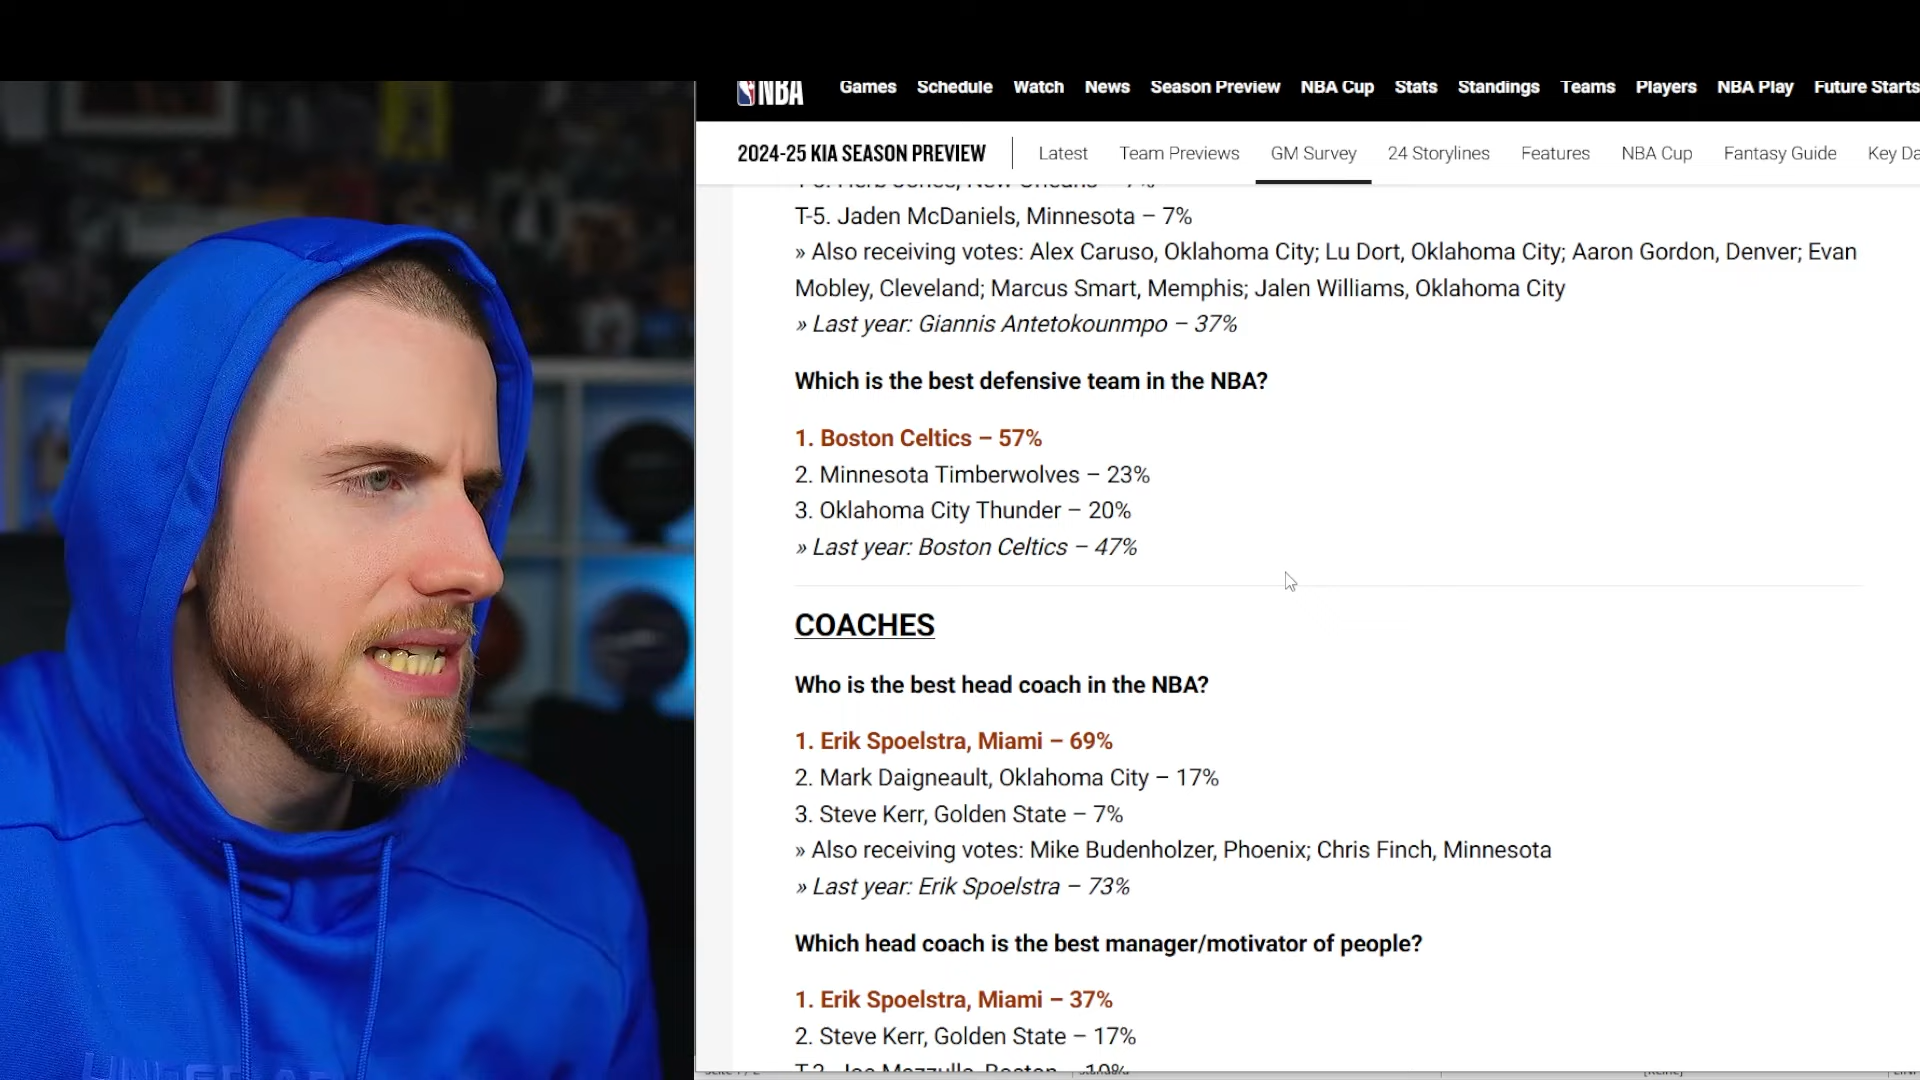 NBA Games Schedule Watch News Season Preview NBA Cup Stats Standings Teams Players NBA Play Future Starts
2024-25 KIA SEASON PREVIEW Latest Team Previews GM Survey 24 Storylines Features NBA Cup Fantasy Guide Key Da
T-5. Jaden McDaniels, Minnesota – 7%
» Also receiving votes: Alex Caruso, Oklahoma City; Lu Dort, Oklahoma City; Aaron Gordon, Denver; Evan
Mobley, Cleveland; Marcus Smart, Memphis; Jalen Williams, Oklahoma City
» Last year: Giannis Antetokounmpo – 37%
Which is the best defensive team in the NBA?
1. Boston Celtics – 57%
2. Minnesota Timberwolves – 23%
3. Oklahoma City Thunder – 20%
» Last year: Boston Celtics – 47%
COACHES
Who is the best head coach in the NBA?
1. Erik Spoelstra, Miami – 69%
2. Mark Daigneault, Oklahoma City – 17%
3. Steve Kerr, Golden State – 7%
» Also receiving votes: Mike Budenholzer, Phoenix; Chris Finch, Minnesota
» Last year: Erik Spoelstra – 73%
Which head coach is the best manager/motivator of people?
1. Erik Spoelstra, Miami – 37%
2. Steve Kerr, Golden State – 17%